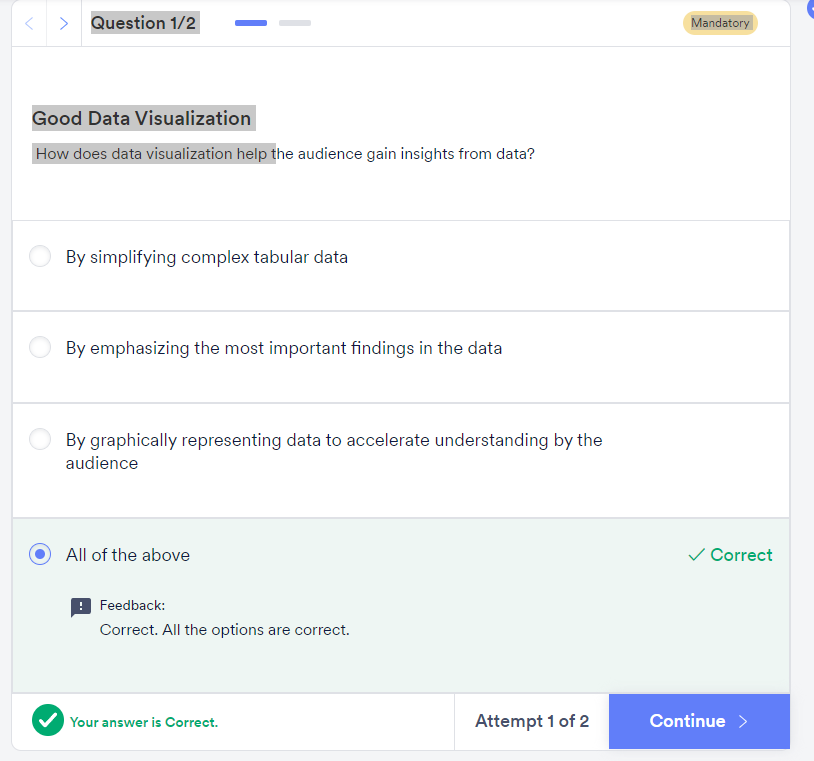 Question 1/2
Mandatory
Good Data Visualization
How does data visualization help the audience gain insights from data?
By simplifying complex tabular data
By emphasizing the most important findings in the data
By graphically representing data to accelerate understanding by the
audience
All of the above
Correct
Feedback:
Correct. All the options are correct.
Your answer is Correct.
Attempt 1 of 2
Continue